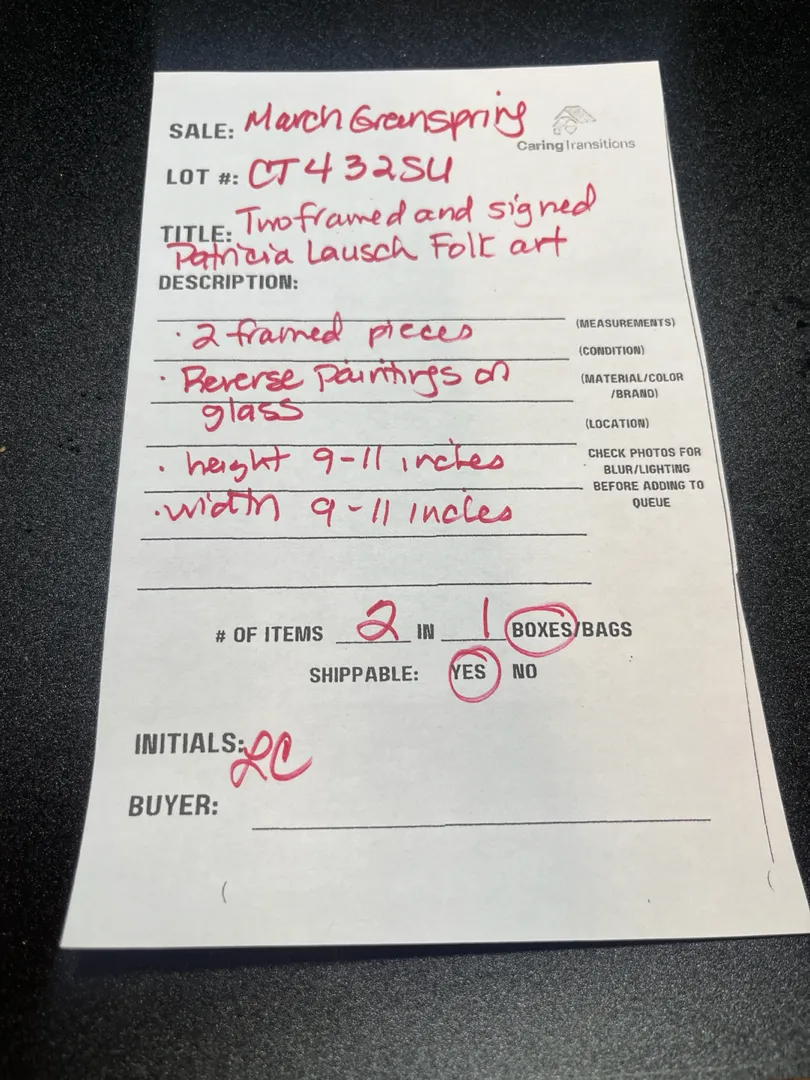 SALE: March Greenspring
CaringTransitions
LOT #: CT432SU
TITLE: Two framed and signed
Patricia Lausch Folk art
DESCRIPTION:
· 2 framed pieces
(MEASUREMENTS)
(CONDITION)
· Reverse Paintings on
glass
(MATERIAL/COLOR
/BRAND)
(LOCATION)
· height 9-11 inches
· width 9-11 inches
CHECK PHOTOS FOR
BLUR/LIGHTING
BEFORE ADDING TO
QUEUE
# OF ITEMS 2 IN 1 BOXES/BAGS
SHIPPABLE: YES NO
INITIALS: LC
BUYER: